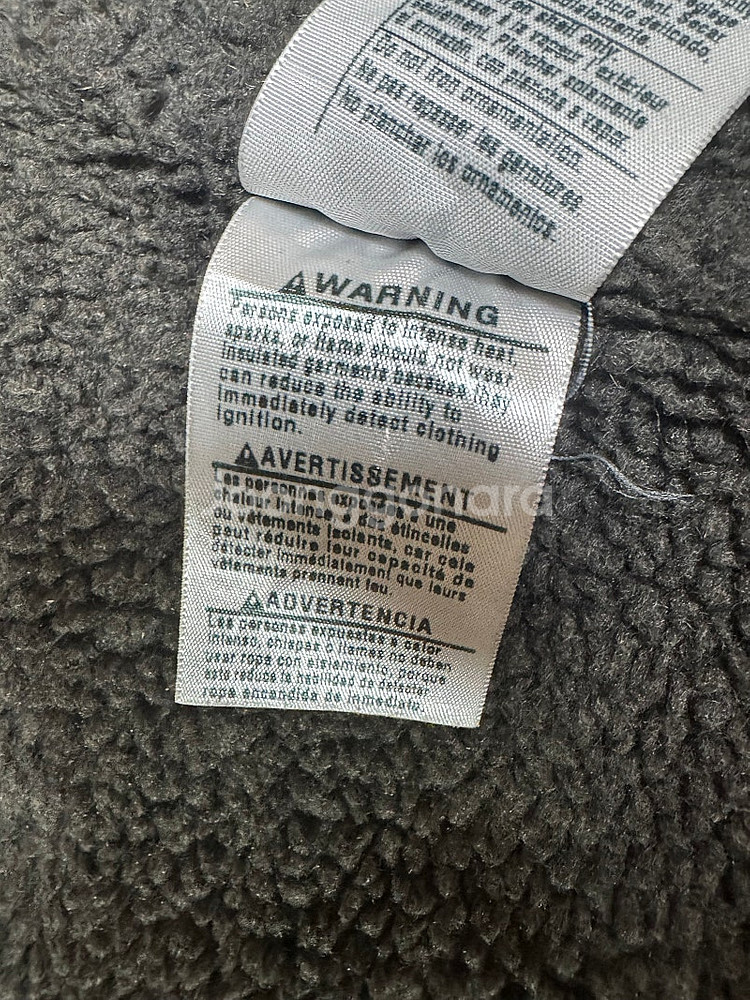 shell only
Do not iron ornamentation.
Ne pas repasser les garnitures
No planchar los ornamentos.
WARNING
Persons exposed to intense heat,
sparks, or flame should not wear
insulated garments because they
can reduce the ability to
immediately detect clothing
ignition.
AVERTISSEMENT
Les personnes exposées à une
chaleur intense, des étincelles
ou vêtements isolants, car cela
peut réduire leur capacité de
détecter immédiatement que leurs
vêtements prennent feu.
ADVERTENCIA
Las personas expuestas a calor
intenso, chispas o llamas no deben
usar ropa con aislamiento, porque
esto reduce la habilidad de detectar
ropa encendida de inmediato.